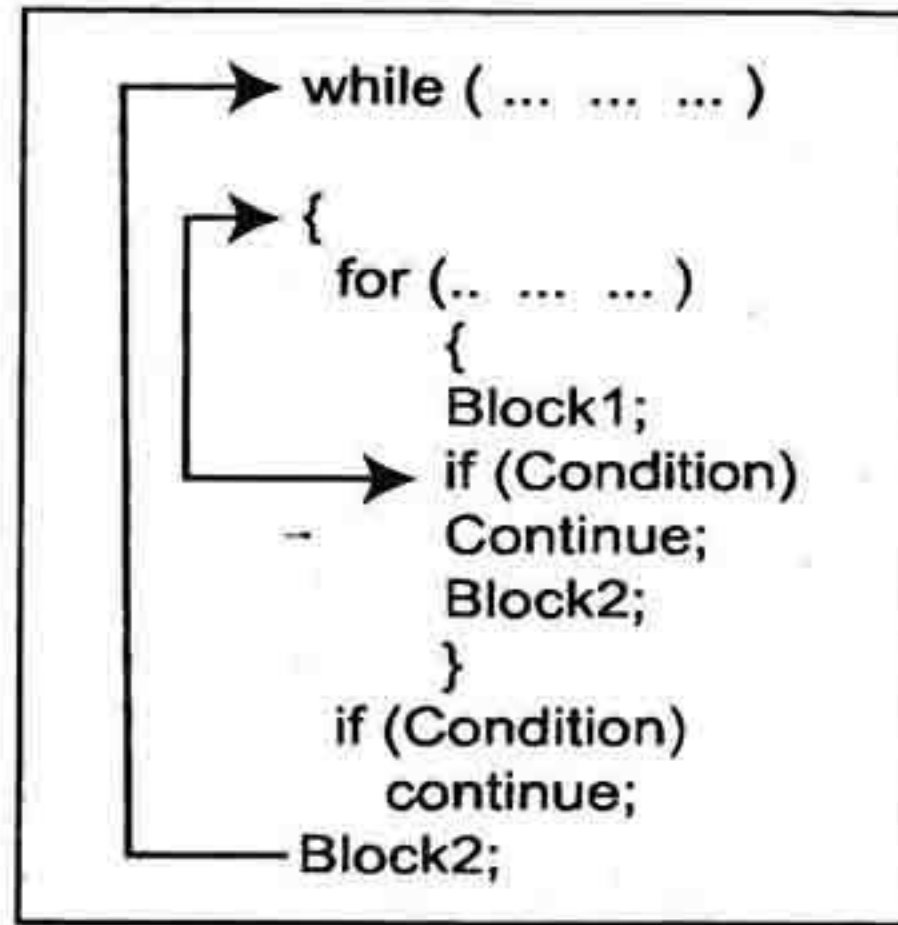 while ( ... ... ... )
{
for (.. ... ... )
{
Block1;
if (Condition)
Continue;
Block2;
}
if (Condition)
continue;
Block2;